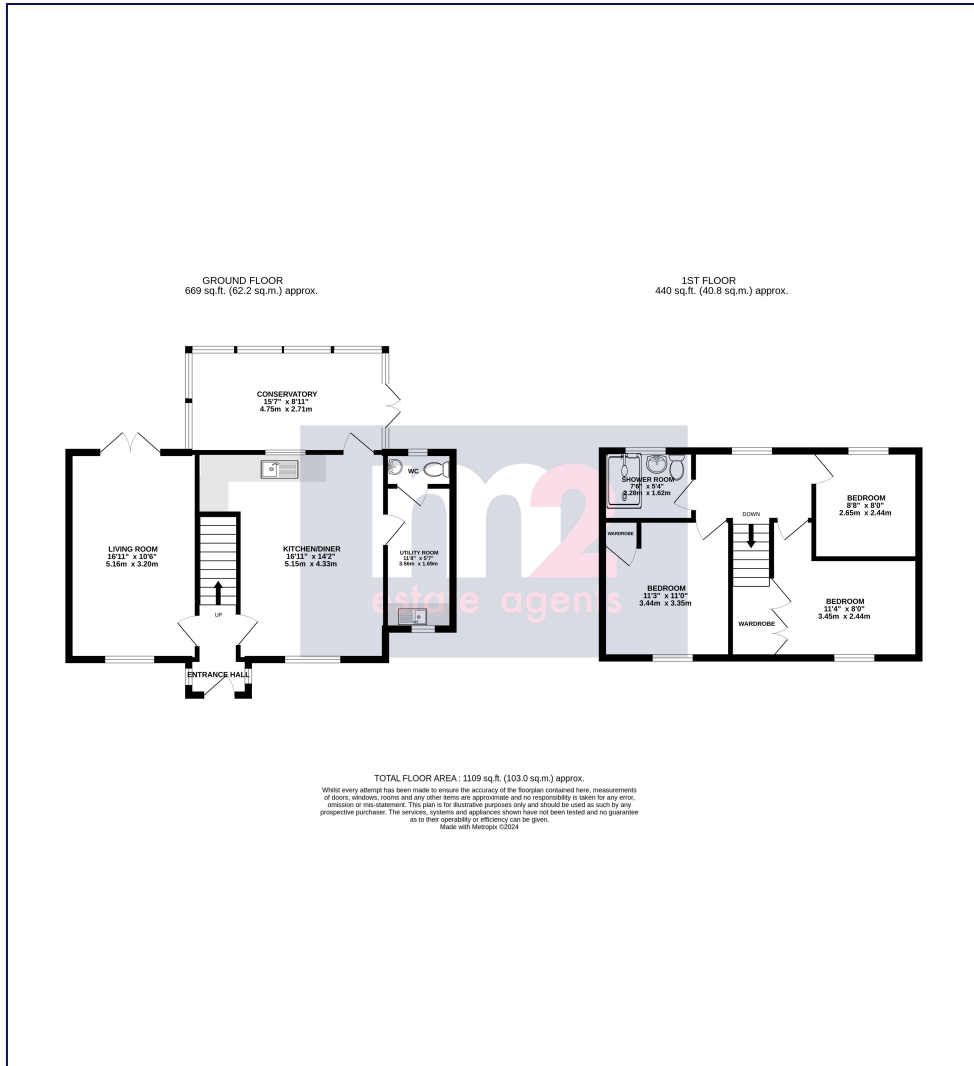 GROUND FLOOR
669 sq.ft. (62.2 sq.m.) approx.
1ST FLOOR
440 sq.ft. (40.8 sq.m.) approx.
CONSERVATORY
15'7" x 8'11"
4.75m x 2.71m
WC
LIVING ROOM
16'11" x 10'6"
5.16m x 3.20m
KITCHEN/DINER
16'11" x 14'2"
5.15m x 4.33m
UTILITY ROOM
11'8" x 5'7"
3.56m x 1.69m
UP
ENTRANCE HALL
SHOWER ROOM
7'6" x 5'4"
2.28m x 1.62m
BEDROOM
8'8" x 8'0"
2.65m x 2.44m
DOWN
WARDROBE
BEDROOM
11'3" x 11'0"
3.44m x 3.35m
BEDROOM
11'4" x 8'0"
3.45m x 2.44m
WARDROBE
m2
estate agents
TOTAL FLOOR AREA : 1109 sq.ft. (103.0 sq.m.) approx.
Whilst every attempt has been made to ensure the accuracy of the floorplan contained here, measurements
of doors, windows, rooms and any other items are approximate and no responsibility is taken for any error,
omission or mis-statement. This plan is for illustrative purposes only and should be used as such by any
prospective purchaser. The services, systems and appliances shown have not been tested and no guarantee
as to their operability or efficiency can be given.
Made with Metropix ©2024